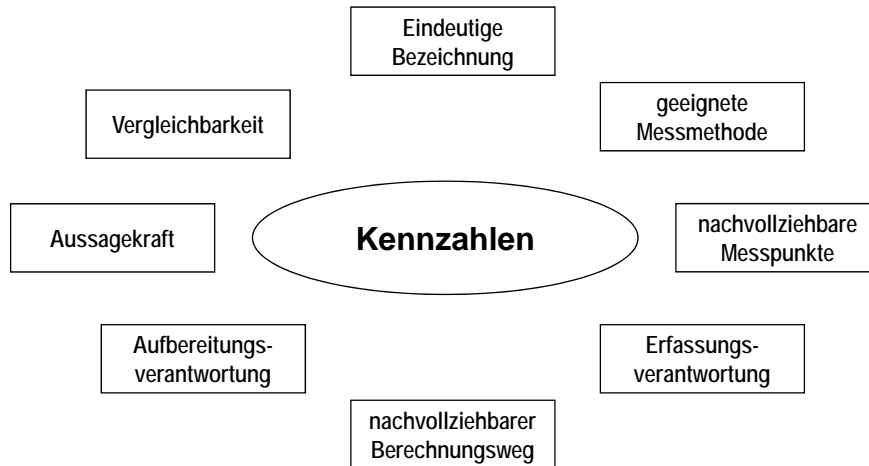 Eindeutige
Bezeichnung
Vergleichbarkeit
geeignete
Messmethode
Aussagekraft
Kennzahlen
nachvollziehbare
Messpunkte
Aufbereitungs-
verantwortung
Erfassungs-
verantwortung
nachvollziehbarer
Berechnungsweg